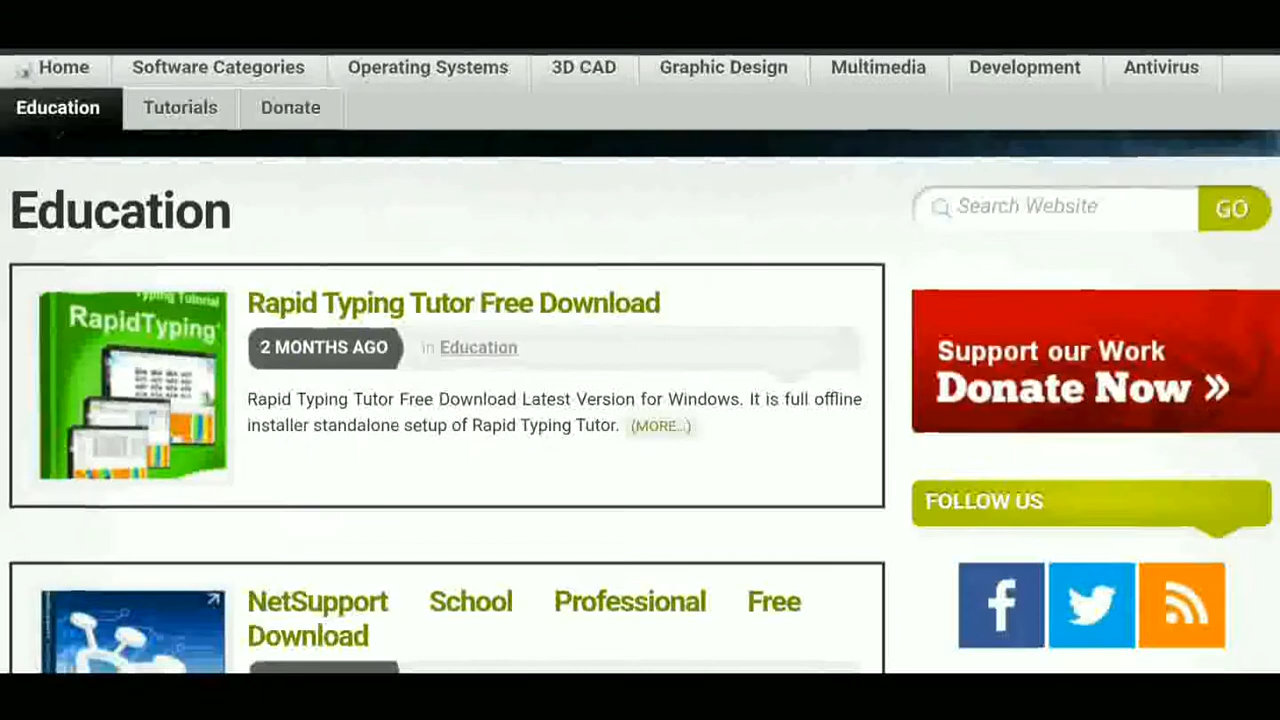 Home Software Categories Operating Systems 3D CAD Graphic Design Multimedia Development Antivirus
Education Tutorials Donate
Education
Search Website GO
Typing Tutorial
RapidTyping
Rapid Typing Tutor Free Download
2 MONTHS AGO in Education
Rapid Typing Tutor Free Download Latest Version for Windows. It is full offline
installer standalone setup of Rapid Typing Tutor. (MORE...)
Support our Work
Donate Now »
FOLLOW US
NetSupport School Professional Free
Download